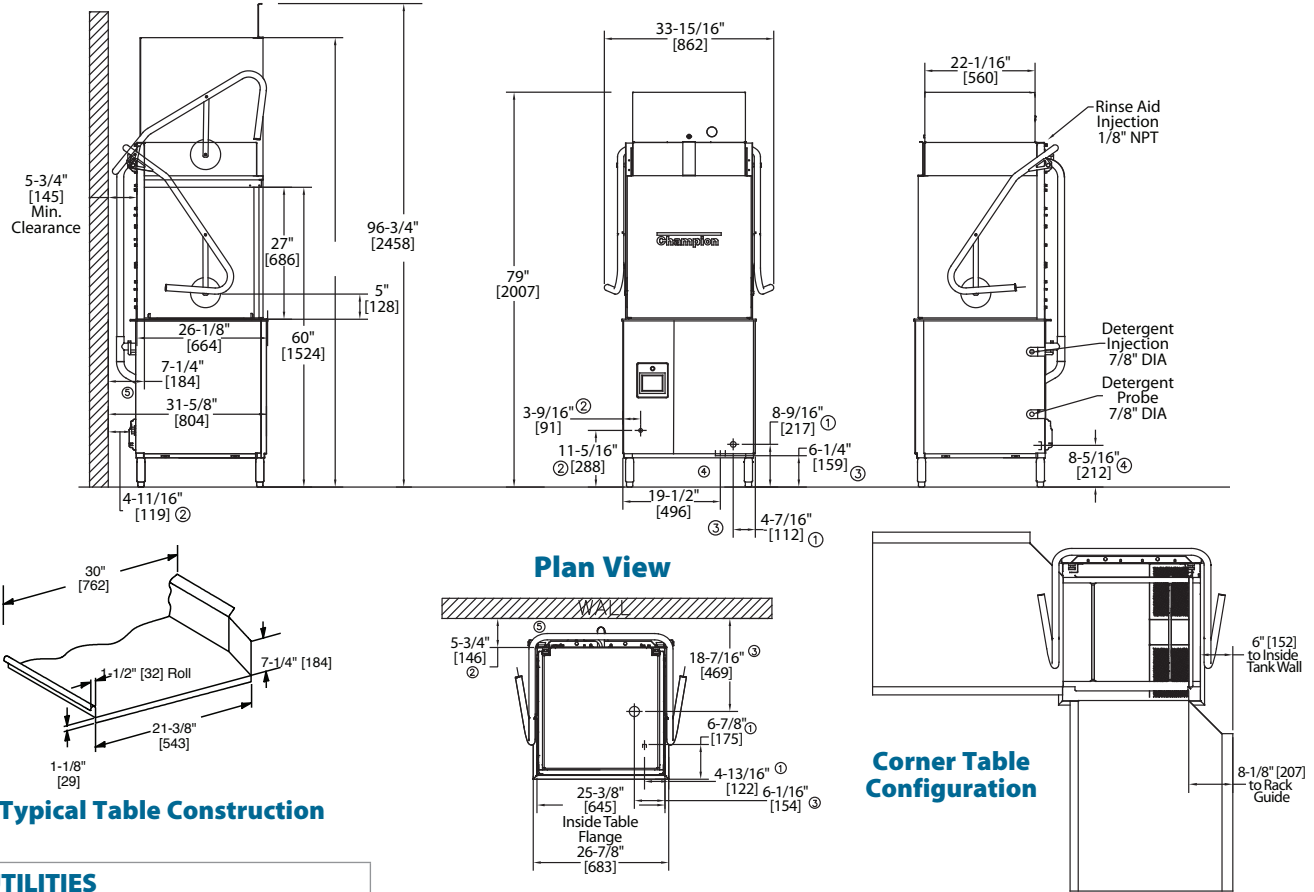 33-15/16"
[862]
22-1/16"
[560]
Rinse Aid
Injection
1/8" NPT
5-3/4"
[145]
Min.
Clearance
96-3/4"
[2458]
27"
[686]
5"
[128]
60"
[1524]
26-1/8"
[664]
7-1/4"
[184]
⑤
31-5/8"
[804]
4-11/16"
[119] ②
79"
[2007]
Champion
3-9/16" ②
[91]
11-5/16"
② [288]
8-9/16"
[217] ①
6-1/4"
[159] ③
④
19-1/2"
[496]
③
4-7/16"
[112] ①
Detergent
Injection
7/8" DIA
Detergent
Probe
7/8" DIA
8-5/16"
[212] ④
30"
[762]
1-1/2" [32] Roll
7-1/4" [184]
21-3/8"
[543]
1-1/8"
[29]
Typical Table Construction
Plan View
WALL
5-3/4"
[146]
②
⑤
18-7/16" ③
[469]
6-7/8" ①
[175]
4-13/16" ①
[122]
6-1/16"
[154] ③
25-3/8"
[645]
Inside Table
Flange
26-7/8"
[683]
Corner Table
Configuration
6" [152]
to Inside
Tank Wall
8-1/8" [207]
to Rack
Guide
TILITIES